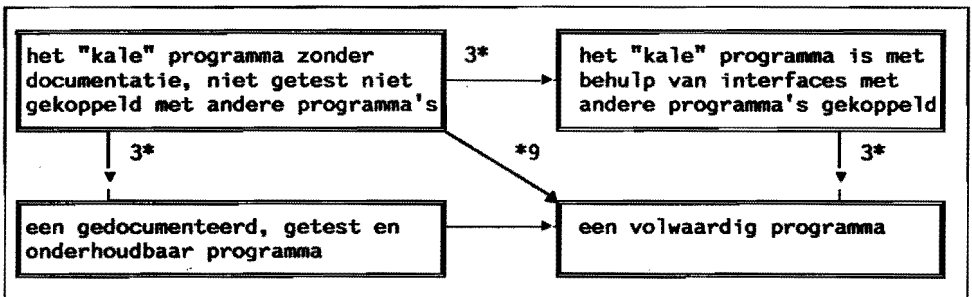 het "kale" programma zonder
documentatie, niet getest niet
gekoppeld met andere programma's
3*
het "kale" programma is met
behulp van interfaces met
andere programma's gekoppeld
3*
*9
3*
een gedocumenteerd, getest en
onderhoudbaar programma
een volwaardig programma